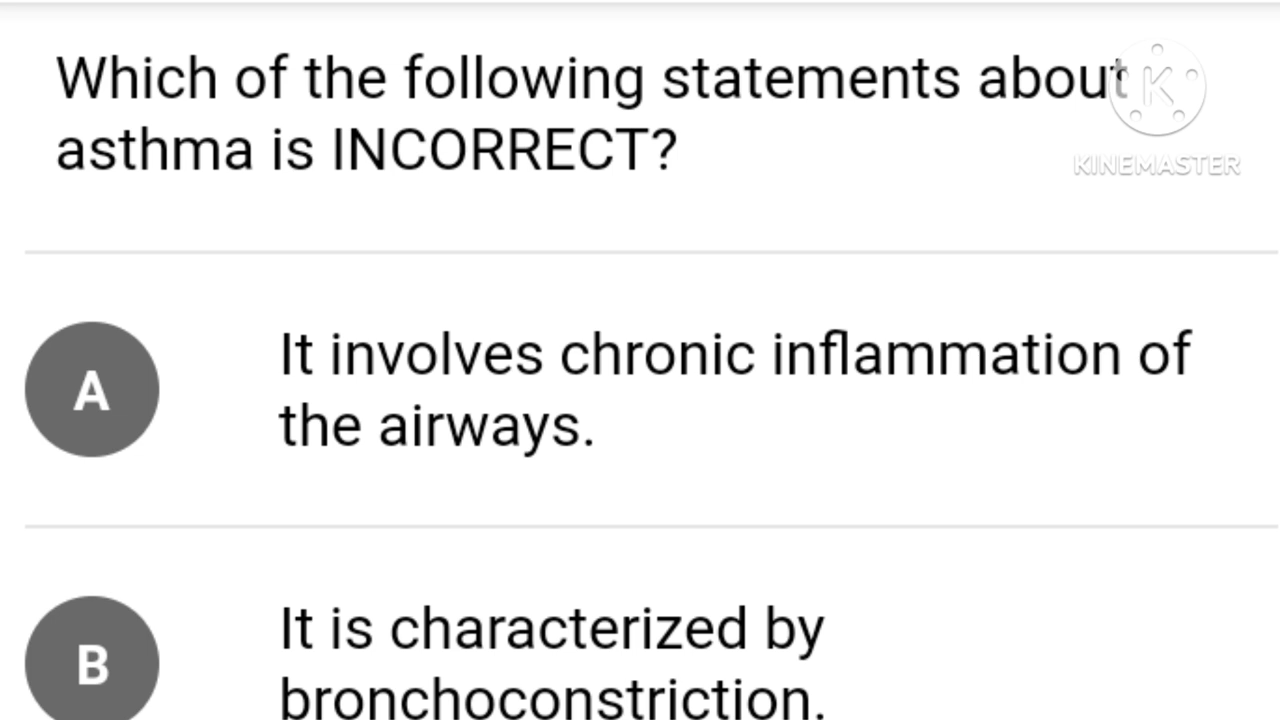 Which of the following statements about
asthma is INCORRECT?
K
KINEMASTER
A
It involves chronic inflammation of
the airways.
B
It is characterized by
bronchoconstriction.